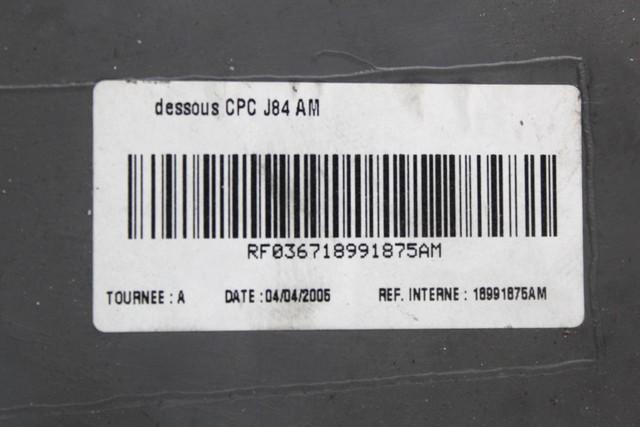 dessous CPC J84 AM
RF036718991875AM
TOURNEE : A DATE : 04/04/2005 REF. INTERNE : 18991875AM